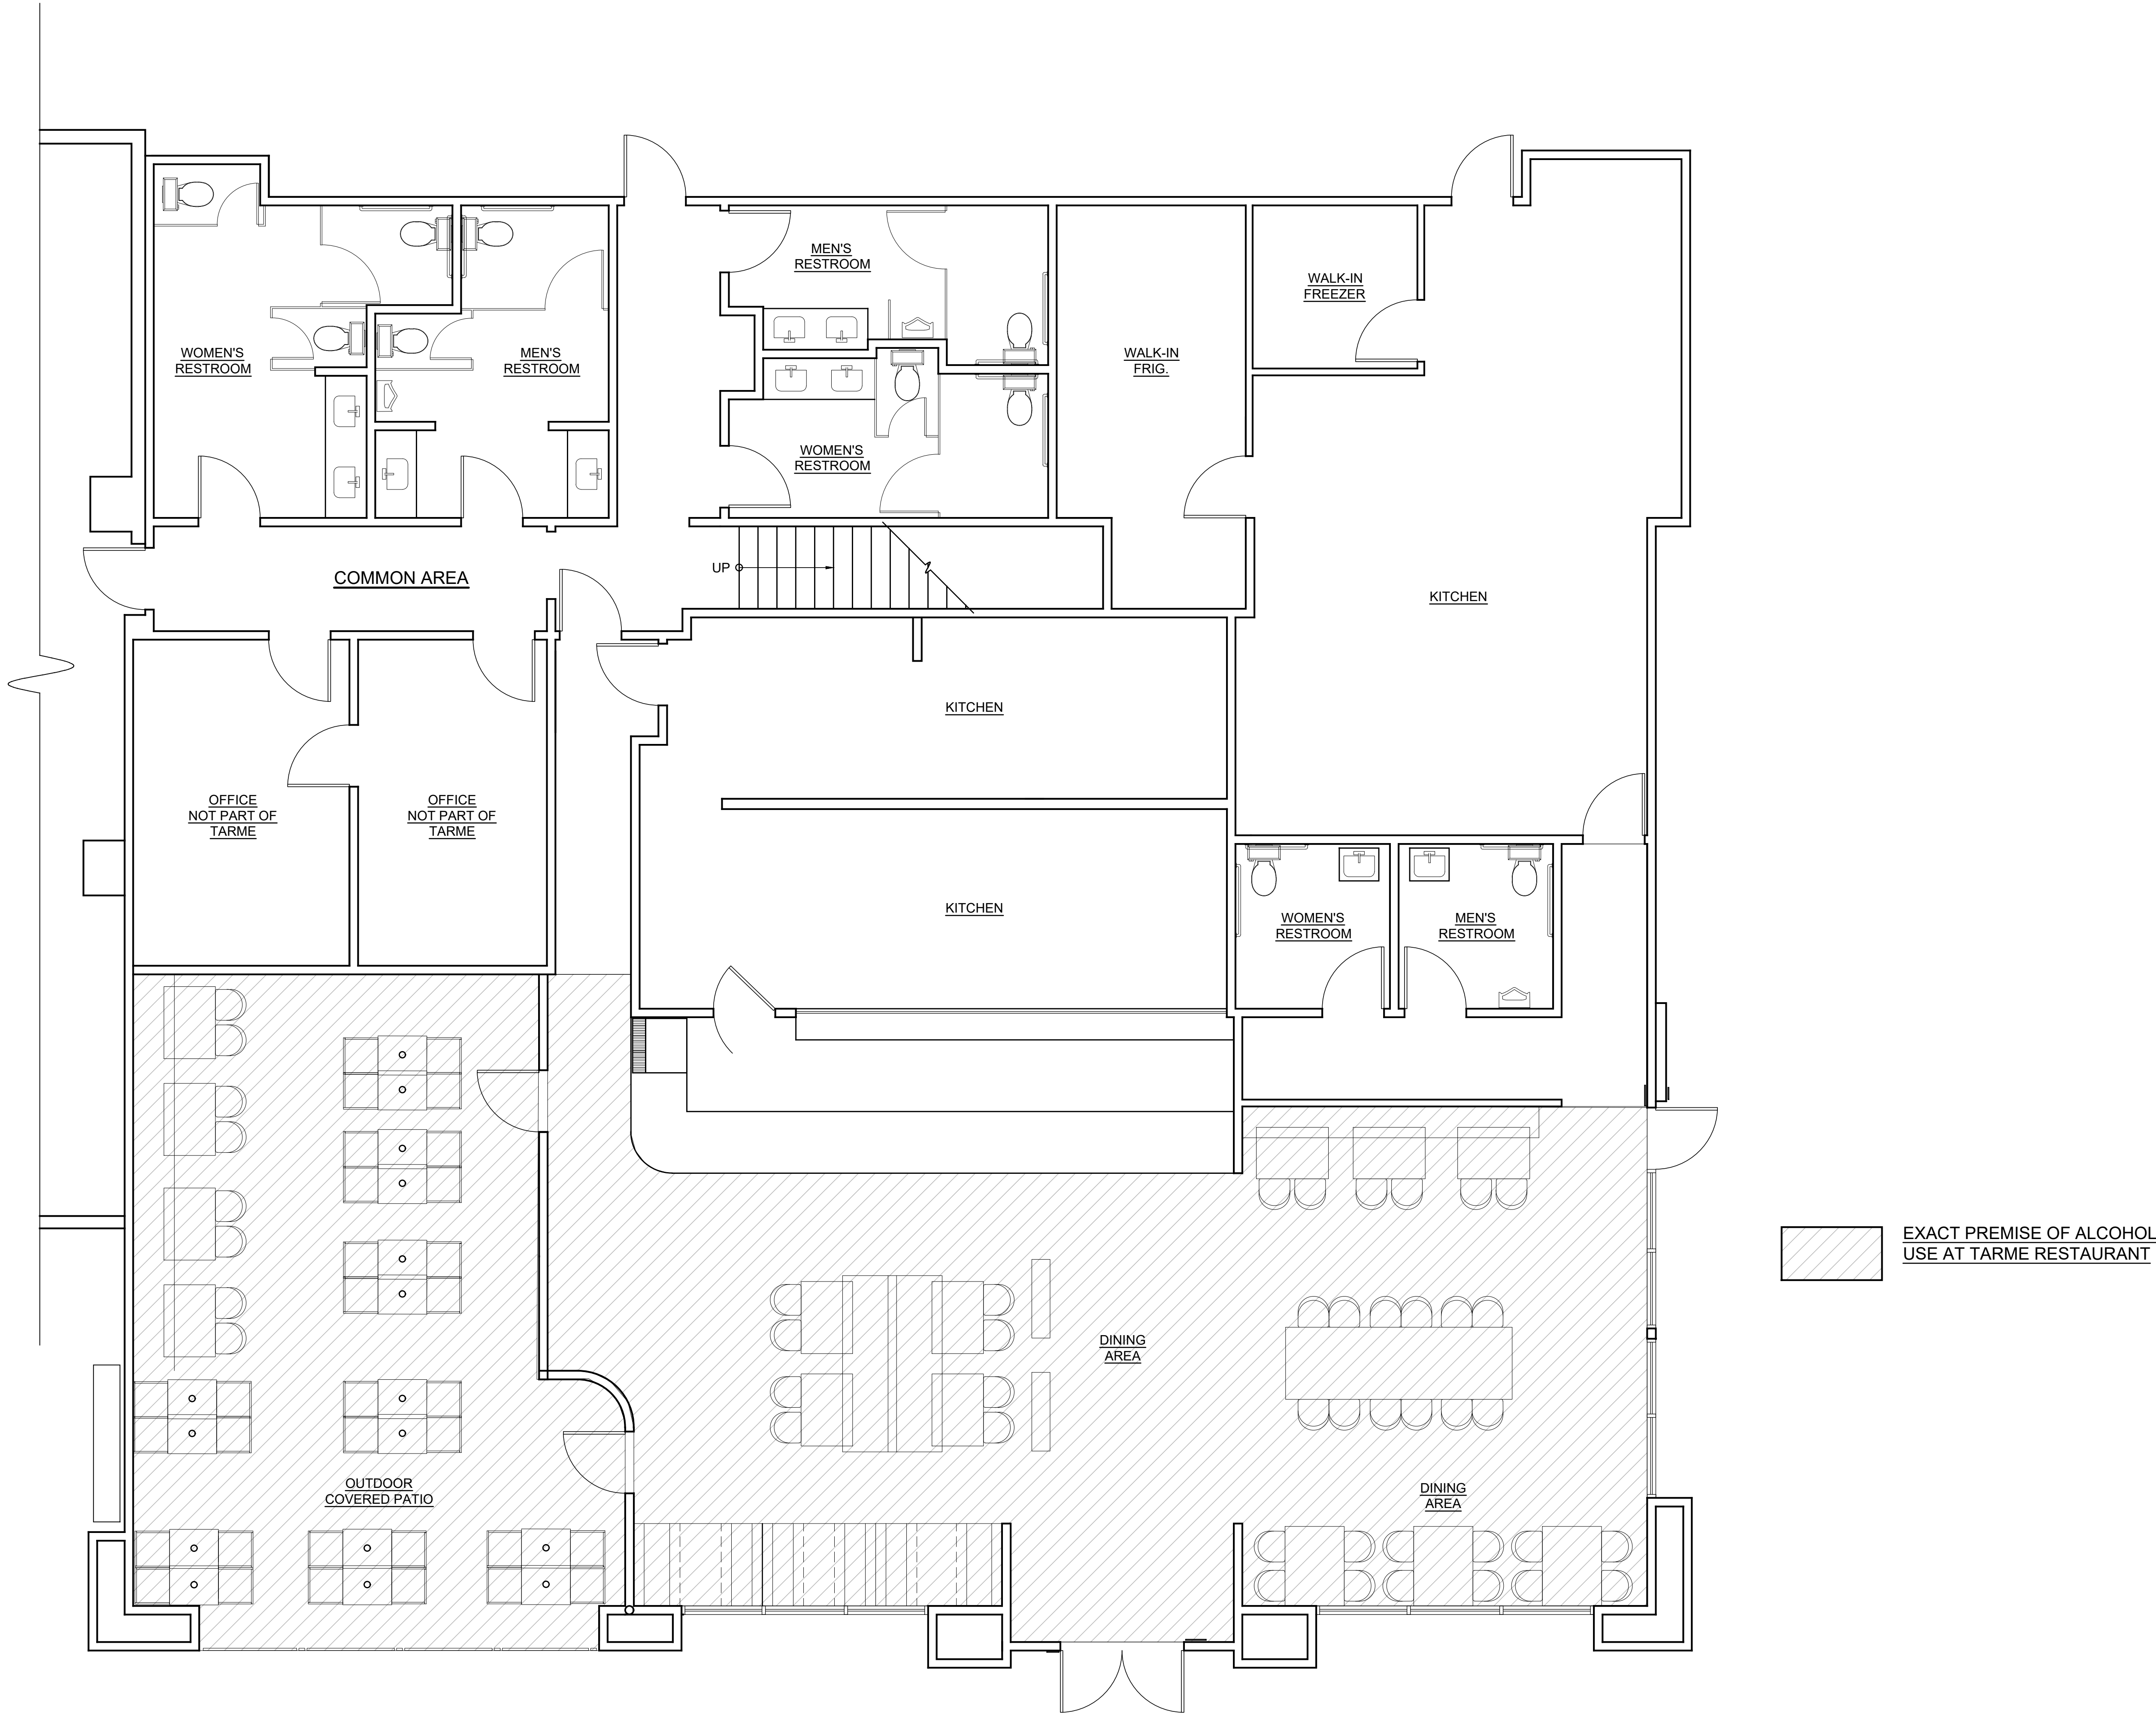 MEN'S
RESTROOM
WALK-IN
FREEZER
WOMEN'S
RESTROOM
MEN'S
RESTROOM
WALK-IN
FRIG.
WOMEN'S
RESTROOM
COMMON AREA
UP
KITCHEN
KITCHEN
OFFICE
NOT PART OF
TARME
OFFICE
NOT PART OF
TARME
KITCHEN
WOMEN'S
RESTROOM
MEN'S
RESTROOM
EXACT PREMISE OF ALCOHOL
USE AT TARME RESTAURANT
DINING
AREA
OUTDOOR
COVERED PATIO
DINING
AREA